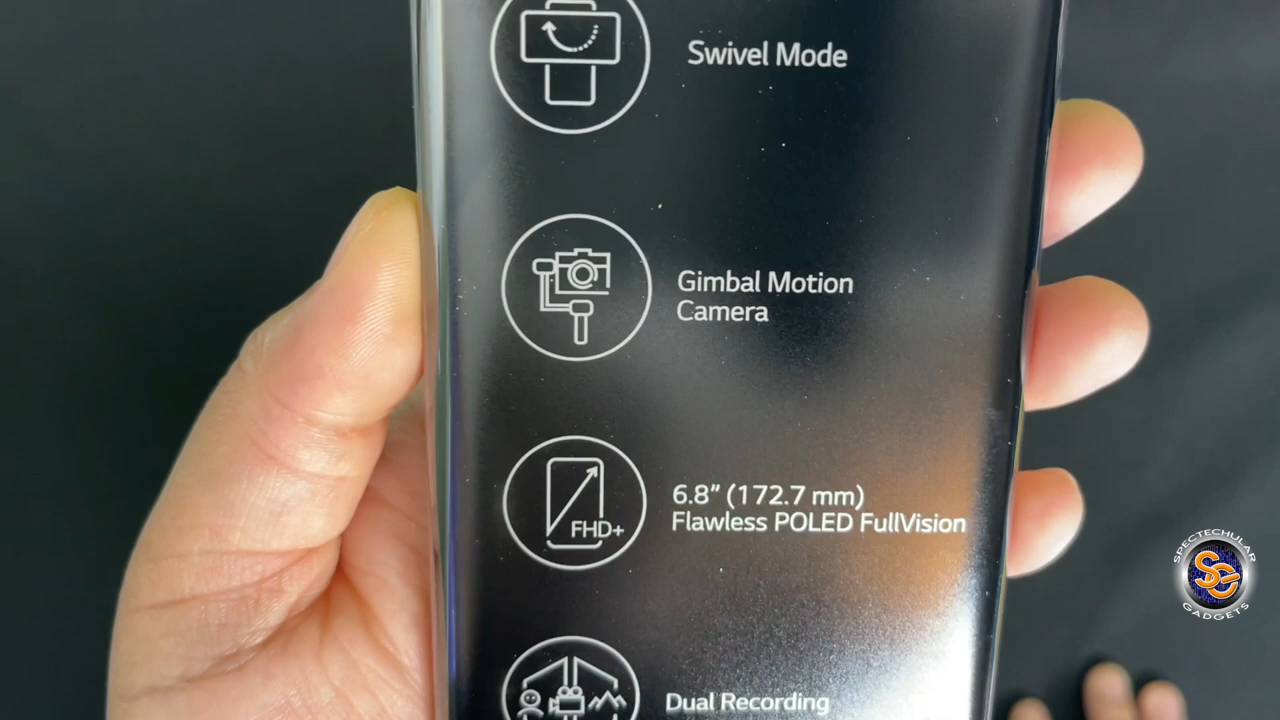 Swivel Mode
Gimbal Motion
Camera
6.8” (172.7 mm)
Flawless POLED FullVision
FHD+
Dual Recording
SPECTECHULAR
SG
GADGETS